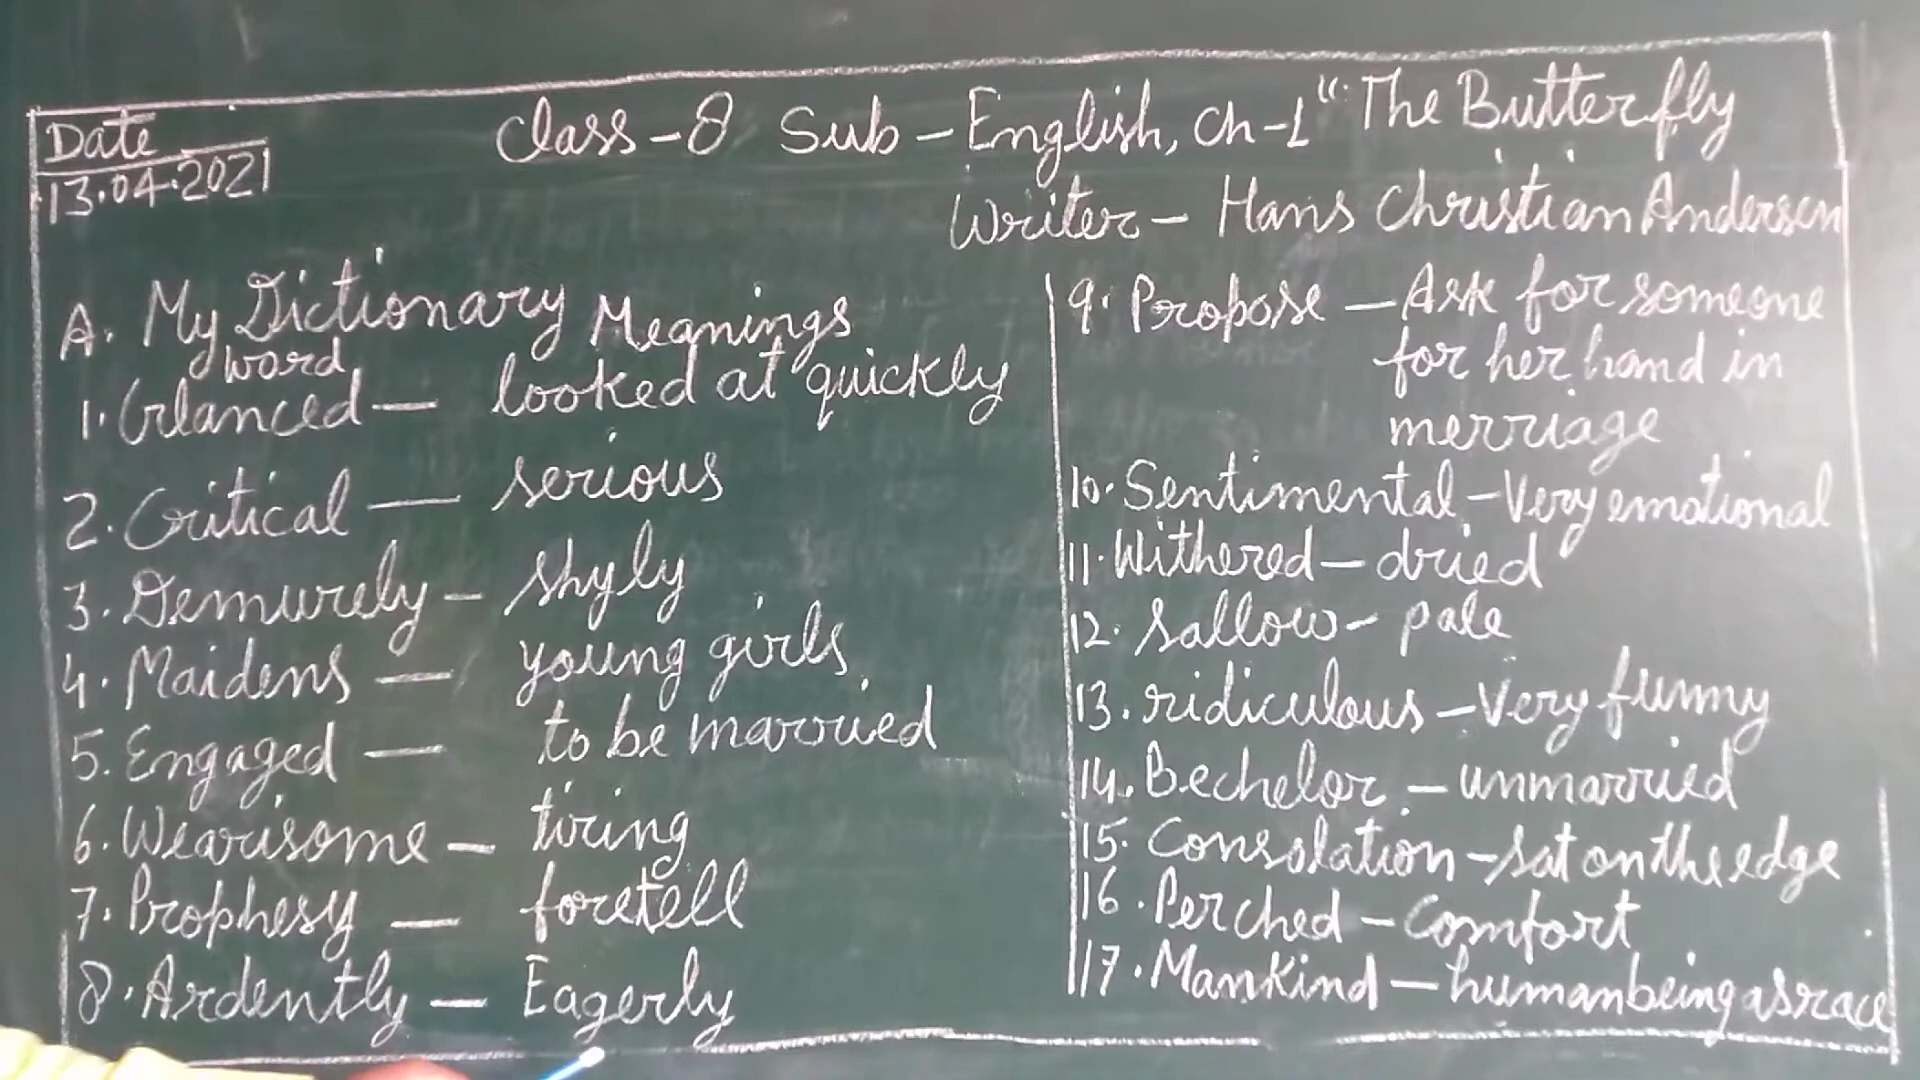 Date
13.04.2021
Class-8 Sub-English, Ch-1 "The Butterfly
Writer- Hans Christian Andersen
A. My Dictionary
word Meanings
1. Glanced - looked at quickly
2. Critical - serious
3. Demurely - shyly
4. Maidens - young girls
5. Engaged - to be married
6. Wearisome - tiring
7. Prophesy - foretell
8. Ardently - Eagerly
9. Propose - Ask for someone
for her hand in
merriage
10. Sentimental - Very emotional
11. Withered - dried
12. Sallow - pale
13. ridiculous - Very funny
14. Bechelor - unmarried
15. Consolation - sat on the edge
16. Perched - Comfort
17. Mankind - human being as race